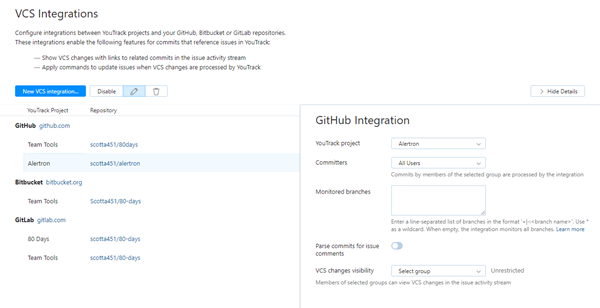 VCS Integrations
Configure integrations between YouTrack projects and your GitHub, Bitbucket or GitLab repositories.
These integrations enable the following features for commits that reference issues in YouTrack:
— Show VCS changes with links to related commits in the issue activity stream
— Apply commands to update issues when VCS changes are processed by YouTrack
New VCS integration... Disable Hide Details
YouTrack Project Repository
GitHub github.com
Team Tools scotta451/80days
Alertron scotta451/alertron
Bitbucket bitbucket.org
Team Tools Scotta451/80-days
GitLab gitlab.com
80 Days scotta451/80-days
Team Tools scotta451/80-days
GitHub Integration
YouTrack project Alertron
Committers All Users
Commits by members of the selected group are processed by the integration
Monitored branches
Enter a line-separated list of branches in the format '+|-:<branch name>'. Use *
as a wildcard. When empty, the integration monitors all branches. Learn more
Parse commits for issue
comments
VCS changes visibility Select group Unrestricted
Members of selected groups can view VCS changes in the issue activity stream